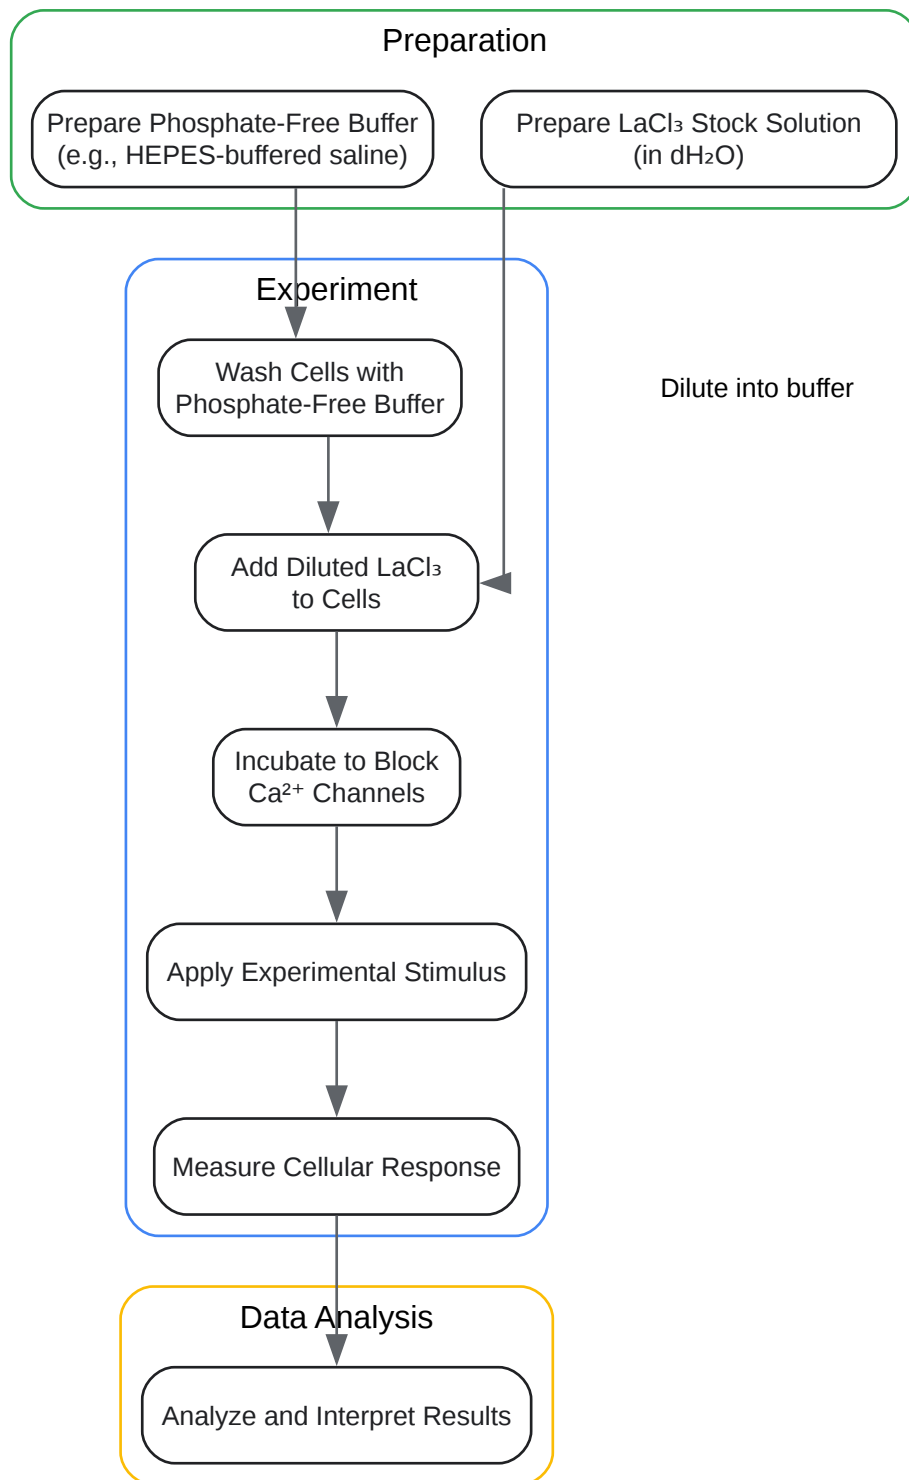 Preparation
Prepare Phosphate-Free Buffer
(e.g., HEPES-buffered saline)
Prepare LaCl₃ Stock Solution
(in dH₂O)
Experiment
Wash Cells with
Phosphate-Free Buffer
Dilute into buffer
Add Diluted LaCl₃
to Cells
Incubate to Block
Ca²⁺ Channels
Apply Experimental Stimulus
Measure Cellular Response
Data Analysis
Analyze and Interpret Results